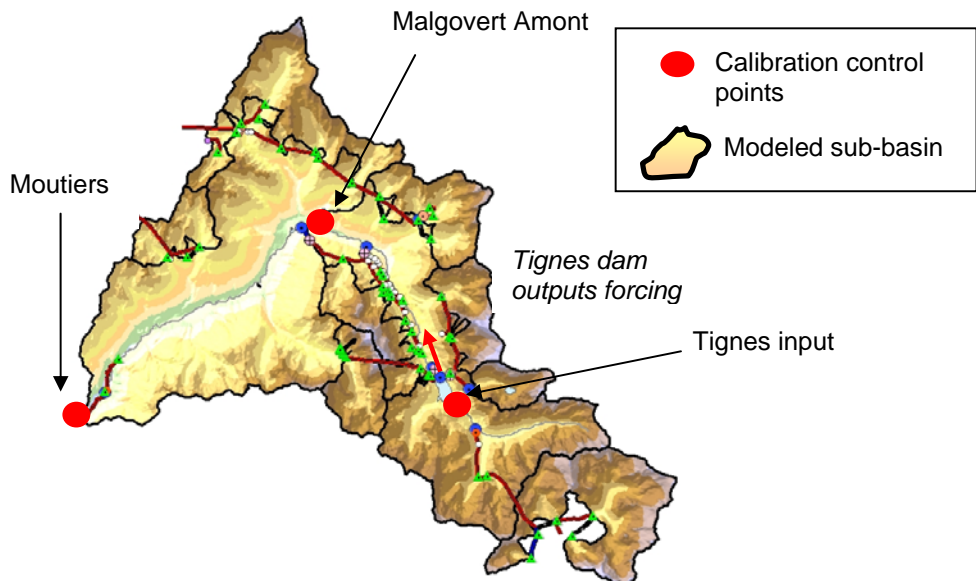 Malgovert Amont
Calibration control
points
Modeled sub-basin
Moutiers
Tignes dam
outputs forcing
Tignes input